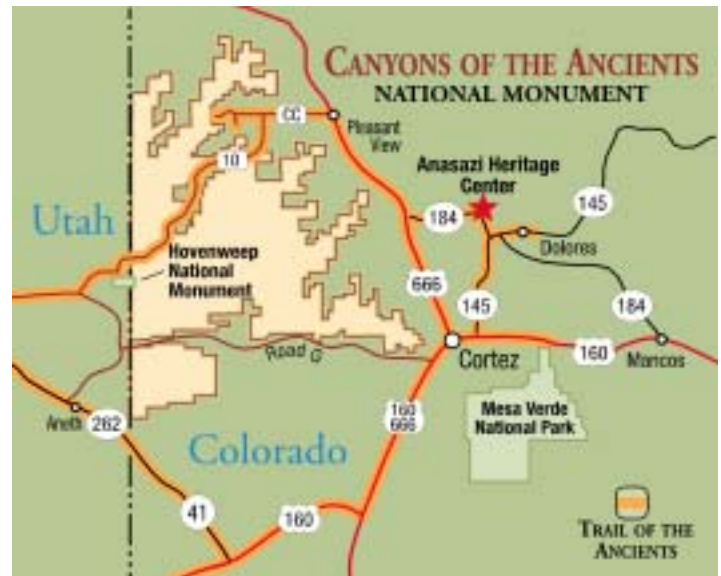 CANYONS OF THE ANCIENTS
NATIONAL MONUMENT
CC
Pleasant
View
10
Anasazi Heritage
Center
145
184
Utah
Dolores
Hovenweep
National
Monument
666
145
184
Road G
Cortez
160
Mancos
Aneth
262
160
666
Mesa Verde
National Park
Colorado
41
160
TRAIL OF THE
ANCIENTS